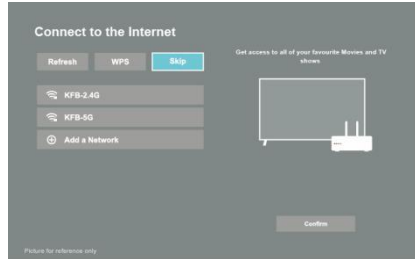 Connect to the Internet
Refresh
WPS
Skip
KFB-2.4G
KFB-5G
Add a Network
Get access to all of your favourite Movies and TV
shows
Confirm
Picture for reference only